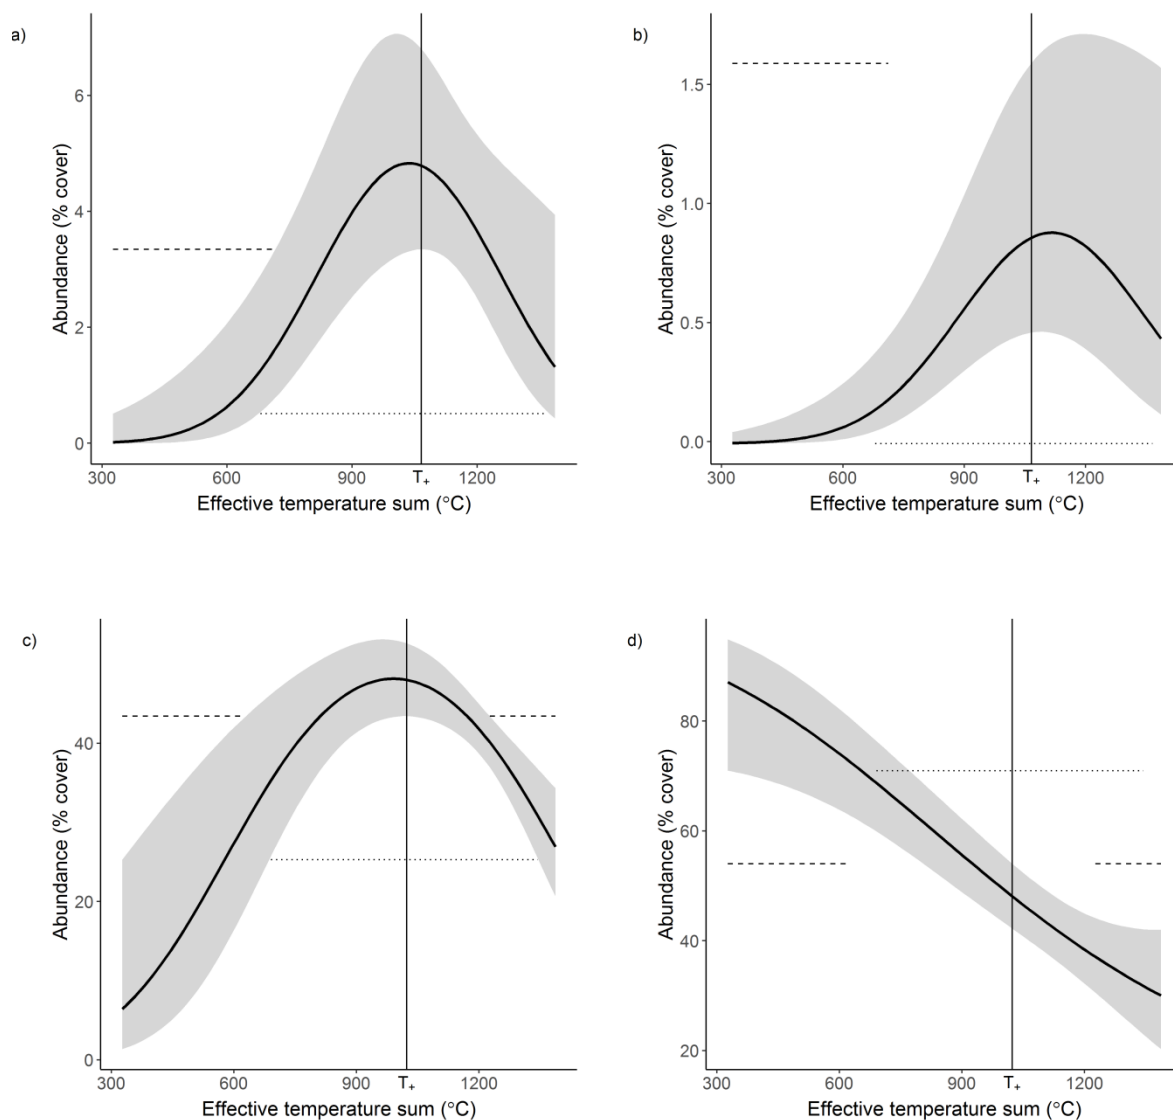 a)
Abundance (% cover)
6
4
2
0
300 600 900 T+ 1200
Effective temperature sum (°C)
b)
Abundance (% cover)
1.5
1.0
0.5
0.0
300 600 900 T+ 1200
Effective temperature sum (°C)
c)
Abundance (% cover)
40
20
0
300 600 900 T+ 1200
Effective temperature sum (°C)
d)
Abundance (% cover)
80
60
40
20
300 600 900 T+ 1200
Effective temperature sum (°C)